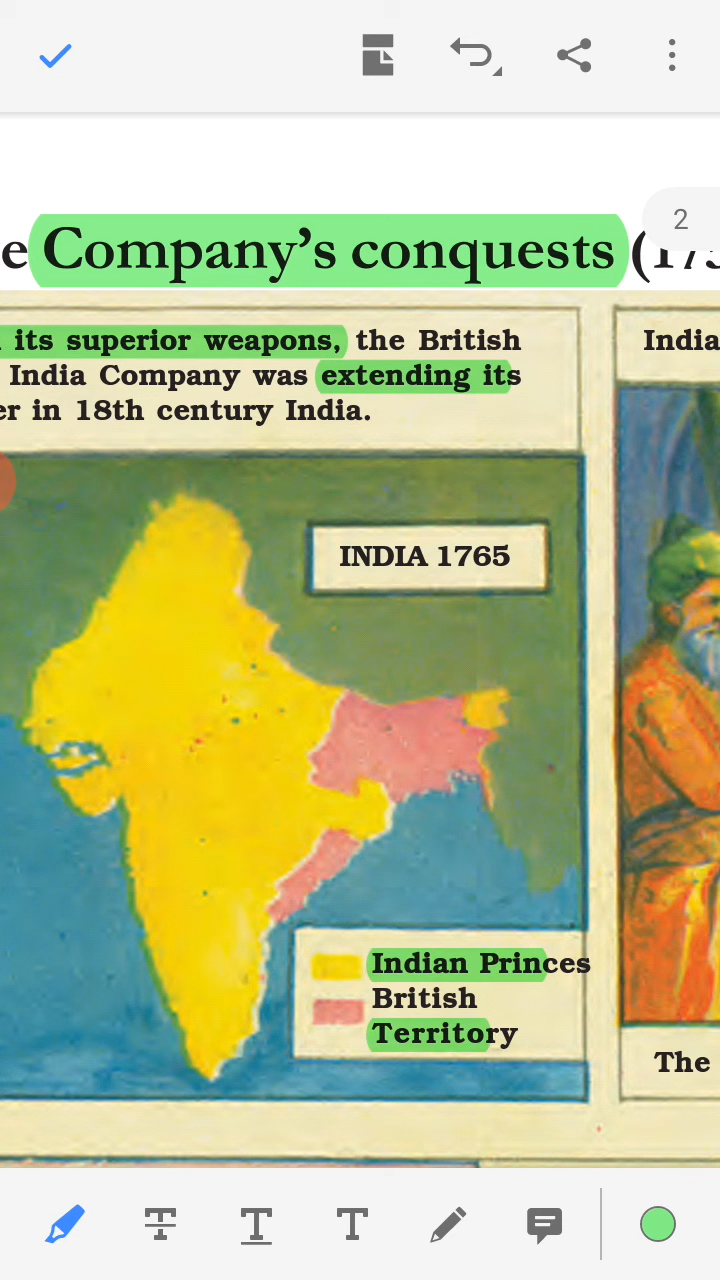 2
e Company's conquests (175
its superior weapons, the British
India Company was extending its
er in 18th century India.
India
INDIA 1765
Indian Princes
British
Territory
The